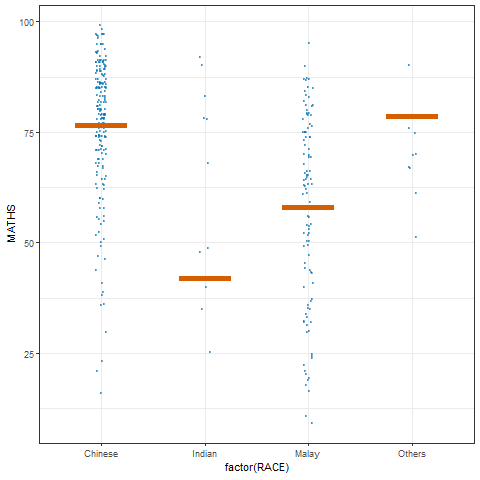 100
75
50
25
MATHS
Chinese
Indian
Malay
Others
factor(RACE)